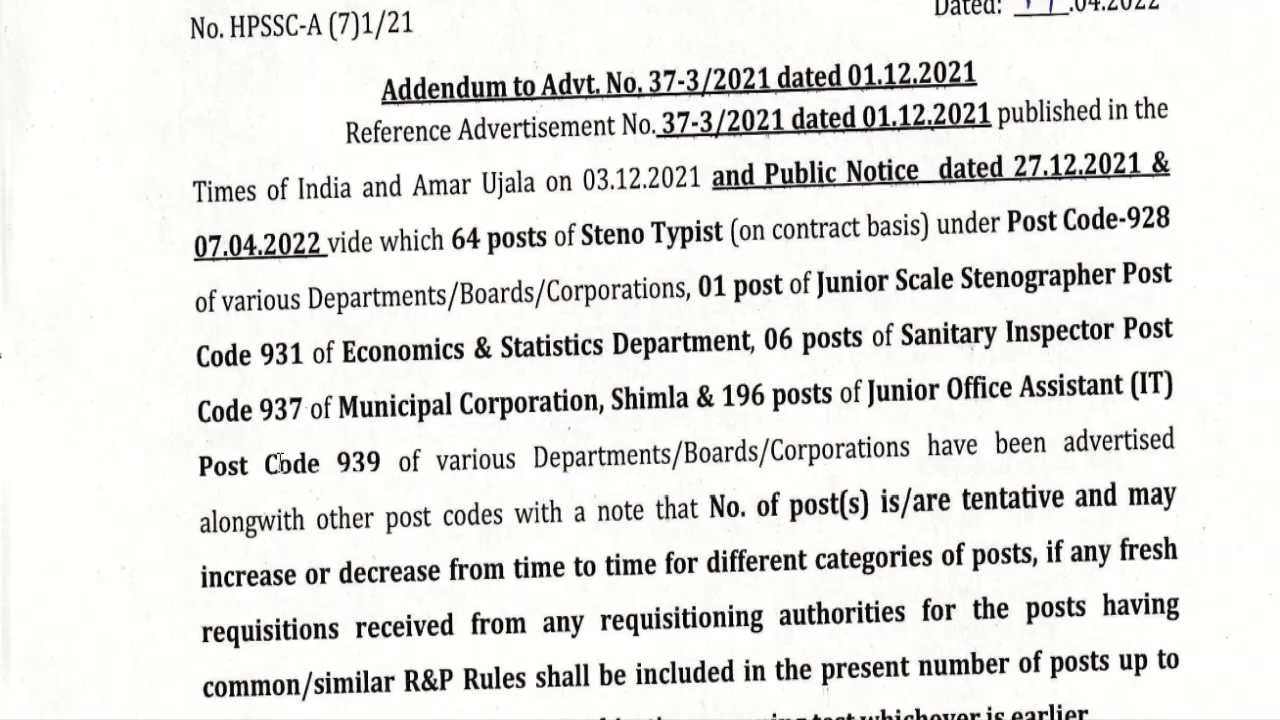 No. HPSSC-A (7)1/21
Dated: .04.2022
Addendum to Advt. No. 37-3/2021 dated 01.12.2021
Reference Advertisement No. 37-3/2021 dated 01.12.2021 published in the
Times of India and Amar Ujala on 03.12.2021 and Public Notice dated 27.12.2021 &
07.04.2022 vide which 64 posts of Steno Typist (on contract basis) under Post Code-928
of various Departments/Boards/Corporations, 01 post of Junior Scale Stenographer Post
Code 931 of Economics & Statistics Department, 06 posts of Sanitary Inspector Post
Code 937 of Municipal Corporation, Shimla & 196 posts of Junior Office Assistant (IT)
Post Code 939 of various Departments/Boards/Corporations have been advertised
alongwith other post codes with a note that No. of post(s) is/are tentative and may
increase or decrease from time to time for different categories of posts, if any fresh
requisitions received from any requisitioning authorities for the posts having
common/similar R&P Rules shall be included in the present number of posts up to
test whichever is earlier